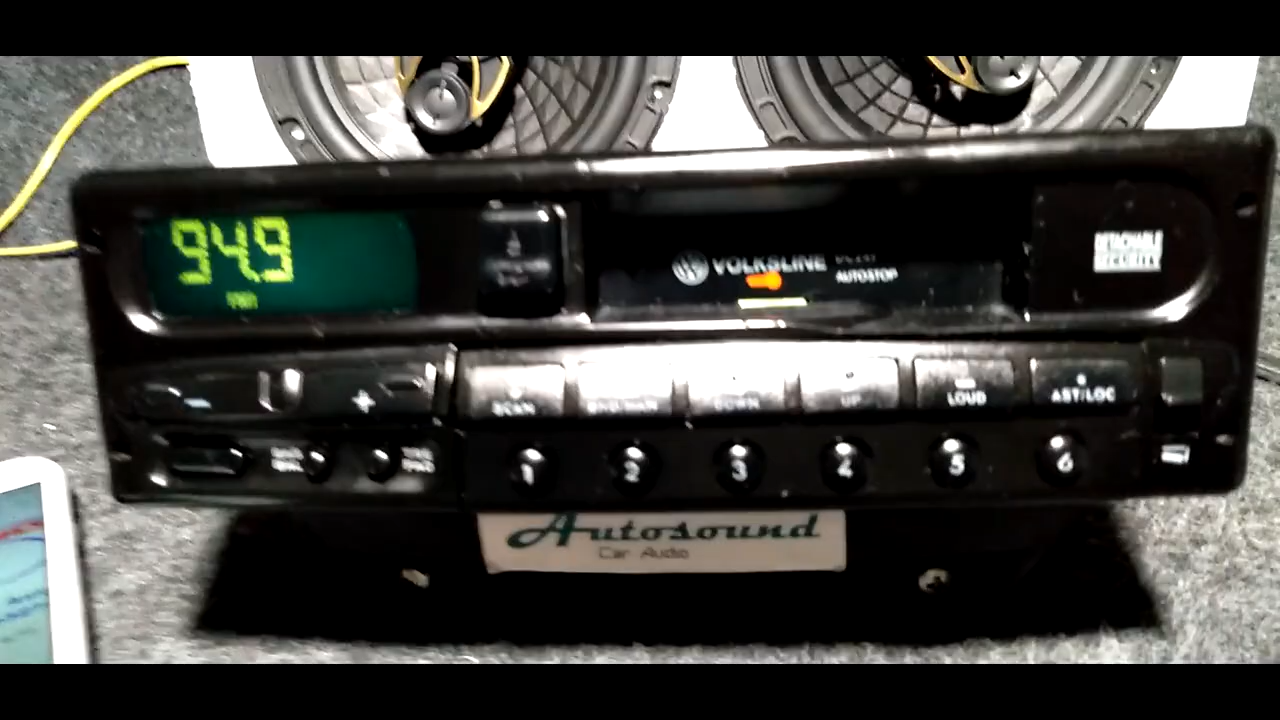 94.9
VOLKSLINE
AUTOSTOP
DETACHABLE
SECURITY
SCAN
DOWN
UP
LOUD
AST/LOC
- +
1 2 3 4 5 6
Autosound
Car Audio